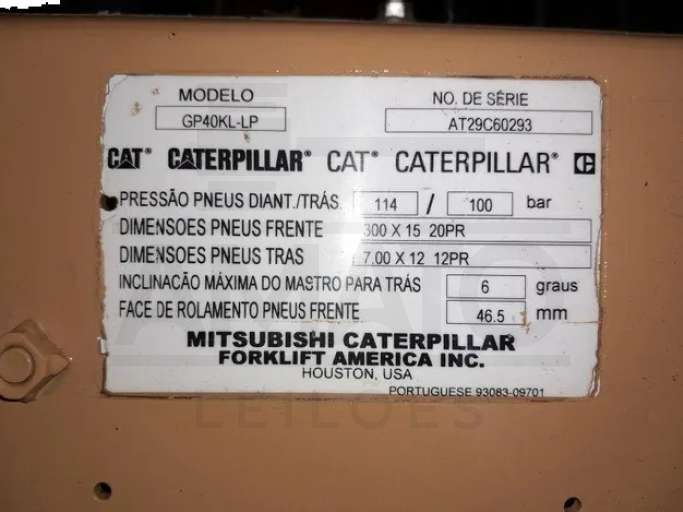 MODELO NO. DE SÉRIE
GP40KL-LP AT29C60293
CAT® CATERPILLAR® CAT® CATERPILLAR®
PRESSÃO PNEUS DIANT./TRÁS. 114 / 100 bar
DIMENSOES PNEUS FRENTE 300 X 15 20PR
DIMENSOES PNEUS TRAS 7.00 X 12 12PR
INCLINACÃO MÁXIMA DO MASTRO PARA TRÁS 6 graus
FACE DE ROLAMENTO PNEUS FRENTE 46.5 mm
MITSUBISHI CATERPILLAR
FORKLIFT AMERICA INC.
HOUSTON, USA
PORTUGUESE 93083-09701
LEILÕES